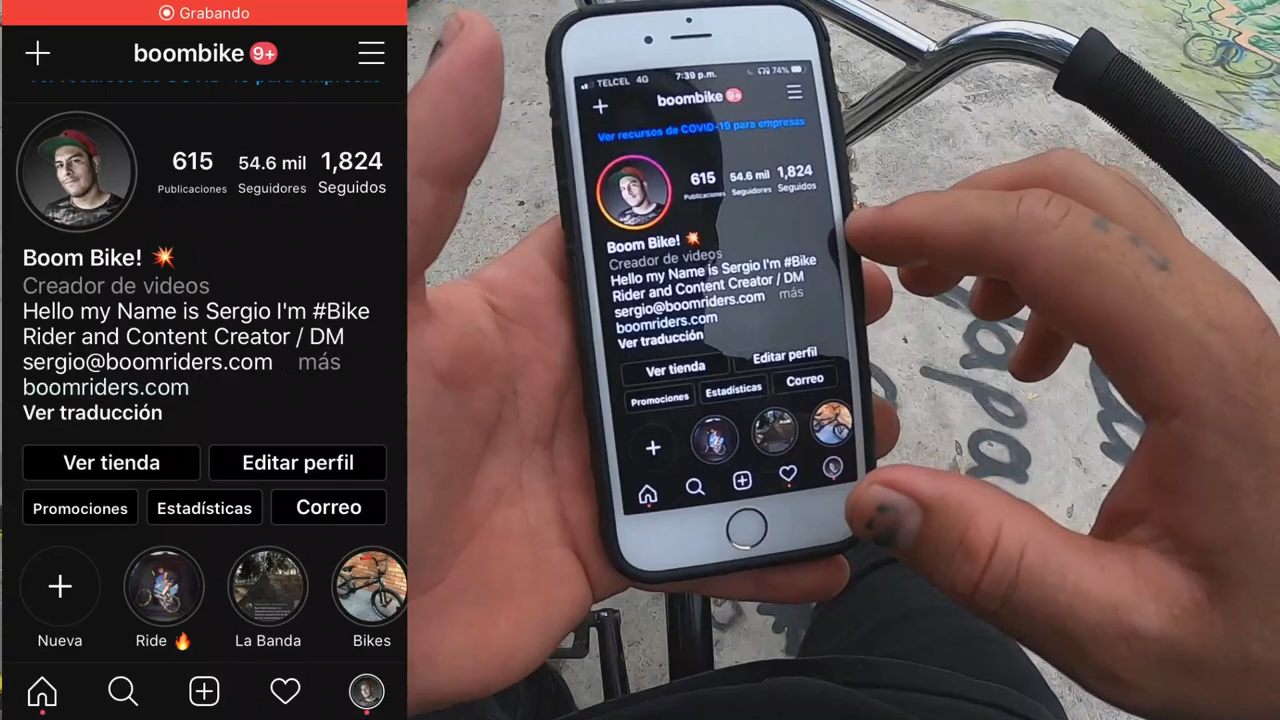 Grabando
boombike 9+
615
54.6 mil
1,824
Publicaciones
Seguidores
Seguidos
Boom Bike! 💥
Creador de videos
Hello my Name is Sergio I'm #Bike
Rider and Content Creator / DM
sergio@boomriders.com más
boomriders.com
Ver traducción
Ver tienda
Editar perfil
Promociones
Estadísticas
Correo
Nueva
Ride 🔥
La Banda
Bikes
TELCEL 4G
7:39 p.m.
74%
boombike 9+
Ver recursos de COVID-19 para empresas
615
54.6 mil
1,824
Publicaciones
Seguidores
Seguidos
Boom Bike! 💥
Creador de videos
Hello my Name is Sergio I'm #Bike
Rider and Content Creator / DM
sergio@boomriders.com más
boomriders.com
Ver traducción
Ver tienda
Editar perfil
Promociones
Estadísticas
Correo